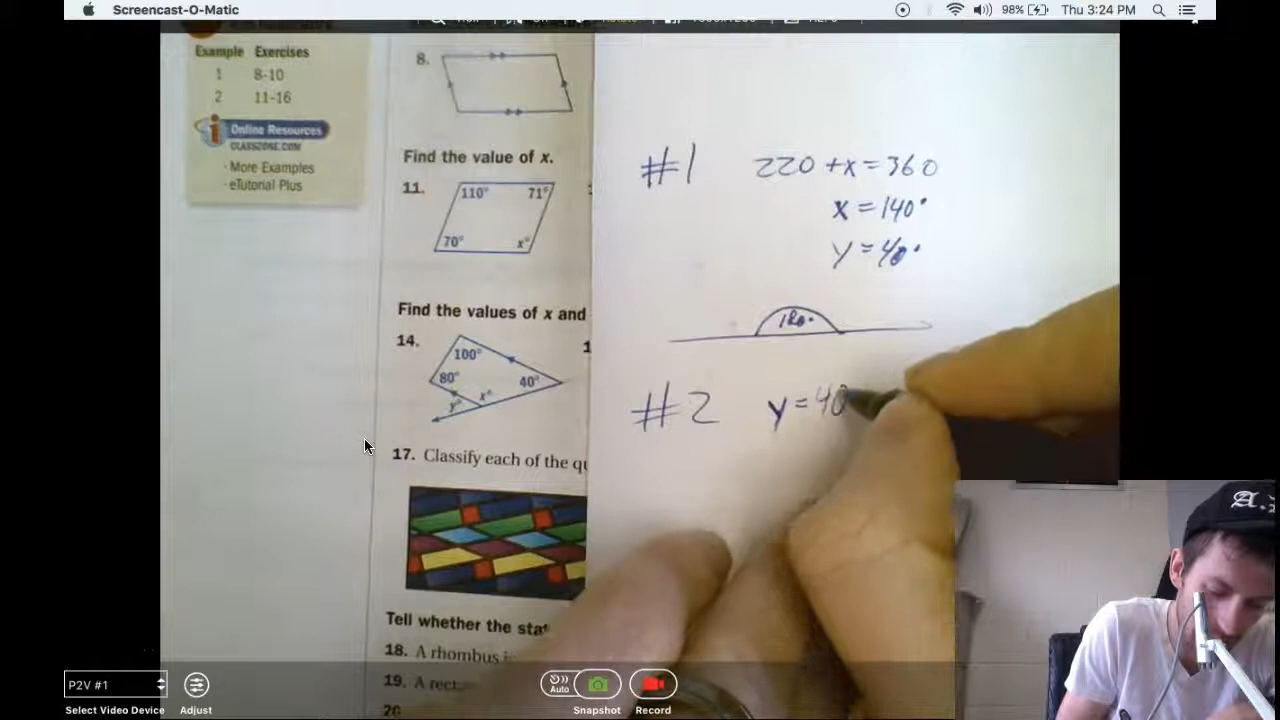 Screencast-O-Matic
98%
Thu 3:24 PM
Example Exercises
1 8-10
2 11-16
Online Resources
CLASSZONE.COM
· More Examples
· eTutorial Plus
8.
Find the value of x.
11.
110°
71°
70°
x°
Find the values of x and
14.
100°
80°
40°
x°
y°
17. Classify each of the qu
Tell whether the stat
18. A rhombus i
19. A recta
20
#1 220 + x = 360
x = 140°
y = 40°
180°
#2 y = 40
P2V #1
Select Video Device
Adjust
Auto
Snapshot
Record